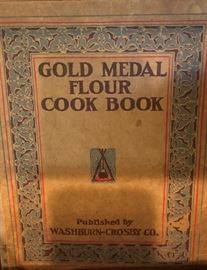 GOLD MEDAL
FLOUR
COOK BOOK
Published by
WASHBURN-CROSBY CO.